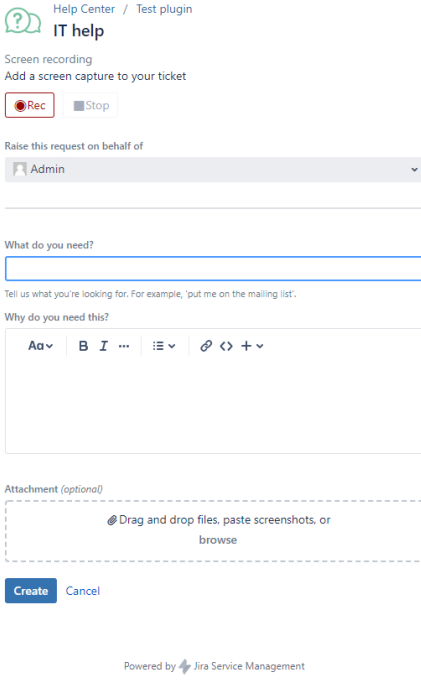 Help Center / Test plugin
IT help
Screen recording
Add a screen capture to your ticket
Rec Stop
Raise this request on behalf of
Admin
What do you need?
Tell us what you're looking for. For example, 'put me on the mailing list'.
Why do you need this?
Aa B I ...
Attachment (optional)
Drag and drop files, paste screenshots, or
browse
Create Cancel
Powered by Jira Service Management